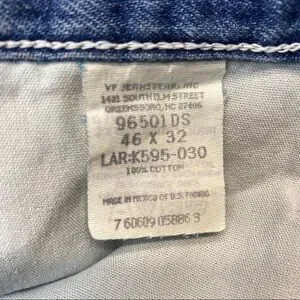 VF JEANSWEAR, INC
1421 SOUTH ELM STREET
GREENSBORO, NC 27406
96501DS
46 X 32
LAR:K595-030
100% COTTON
MADE IN MEXICO OF U.S. FABRIC
7 60609 05886 3